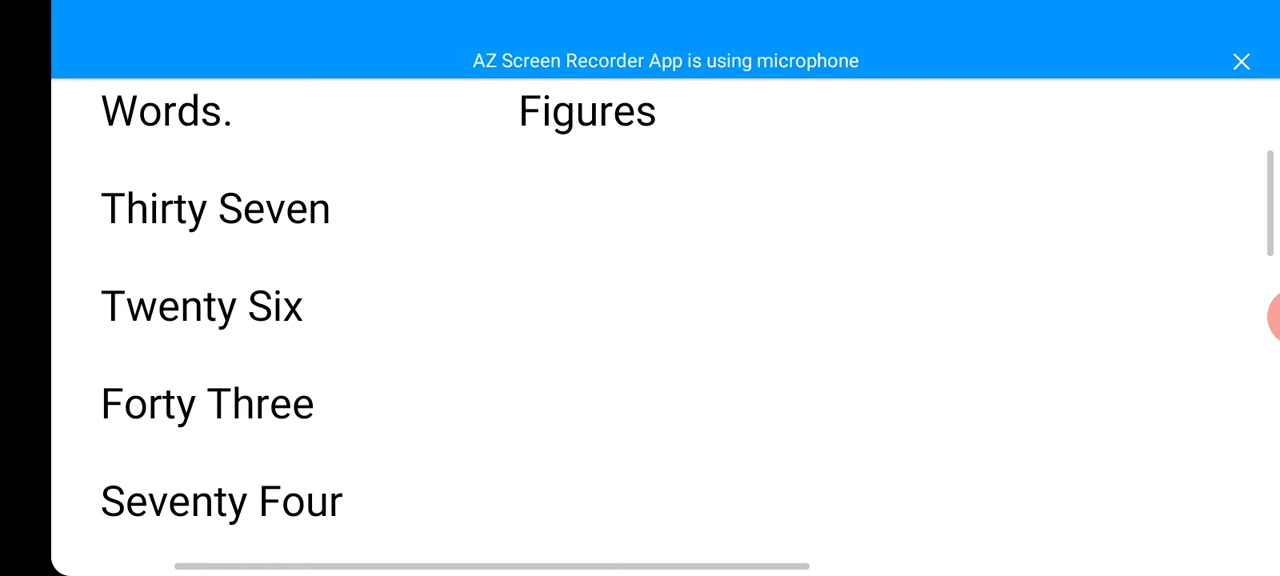 AZ Screen Recorder App is using microphone
Words. Figures
Thirty Seven
Twenty Six
Forty Three
Seventy Four